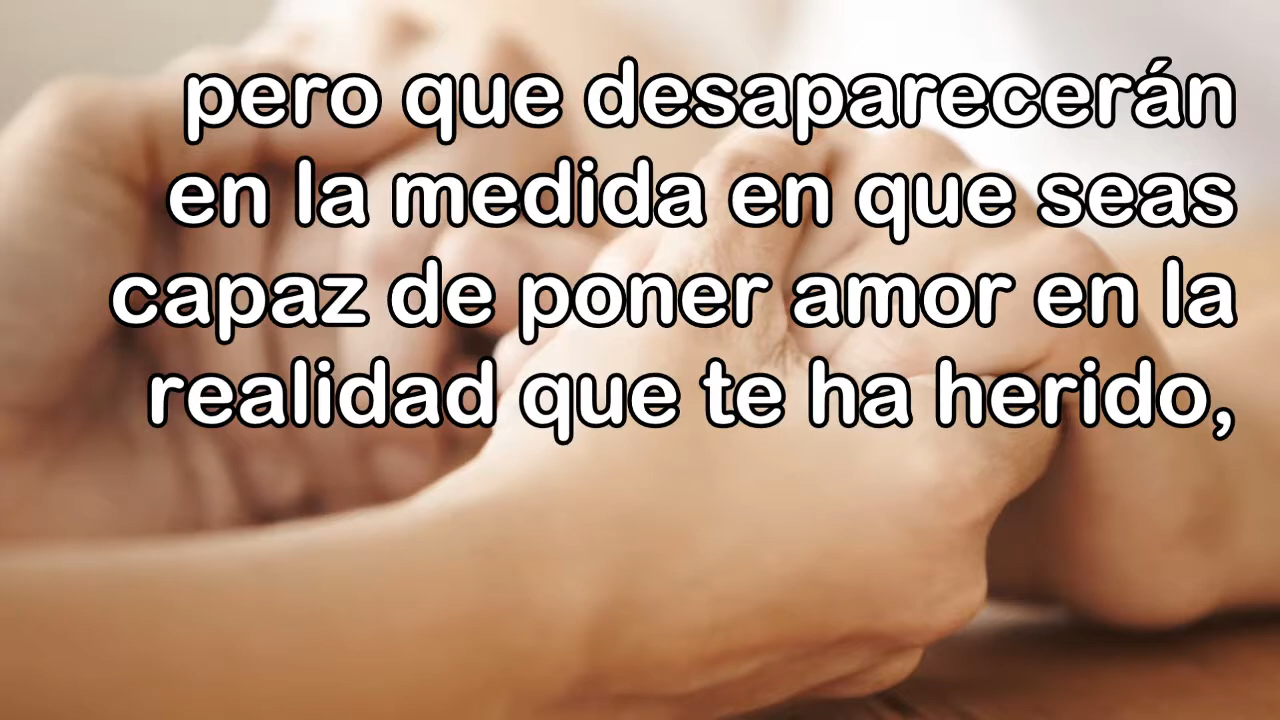 pero que desaparecerán
en la medida en que seas
capaz de poner amor en la
realidad que te ha herido,